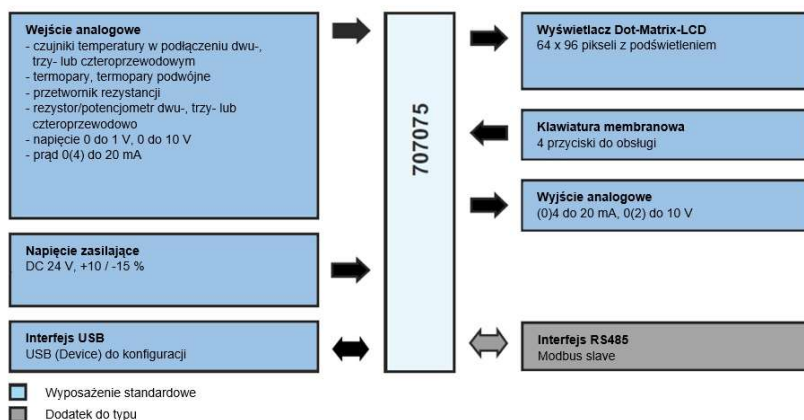 Wejście analogowe
- czujniki temperatury w podłączeniu dwu-,
trzy- lub czteroprzewodowym
- termopary, termopary podwójne
- przetwornik rezystancji
- rezystor/potencjometr dwu-, trzy- lub
czteroprzewodowo
- napięcie 0 do 1 V, 0 do 10 V
- prąd 0(4) do 20 mA
Napięcie zasilające
DC 24 V, +10 / -15 %
Interfejs USB
USB (Device) do konfiguracji
707075
Wyświetlacz Dot-Matrix-LCD
64 x 96 pikseli z podświetleniem
Klawiatura membranowa
4 przyciski do obsługi
Wyjście analogowe
(0)4 do 20 mA, 0(2) do 10 V
Interfejs RS485
Modbus slave
Wyposażenie standardowe
Dodatek do typu